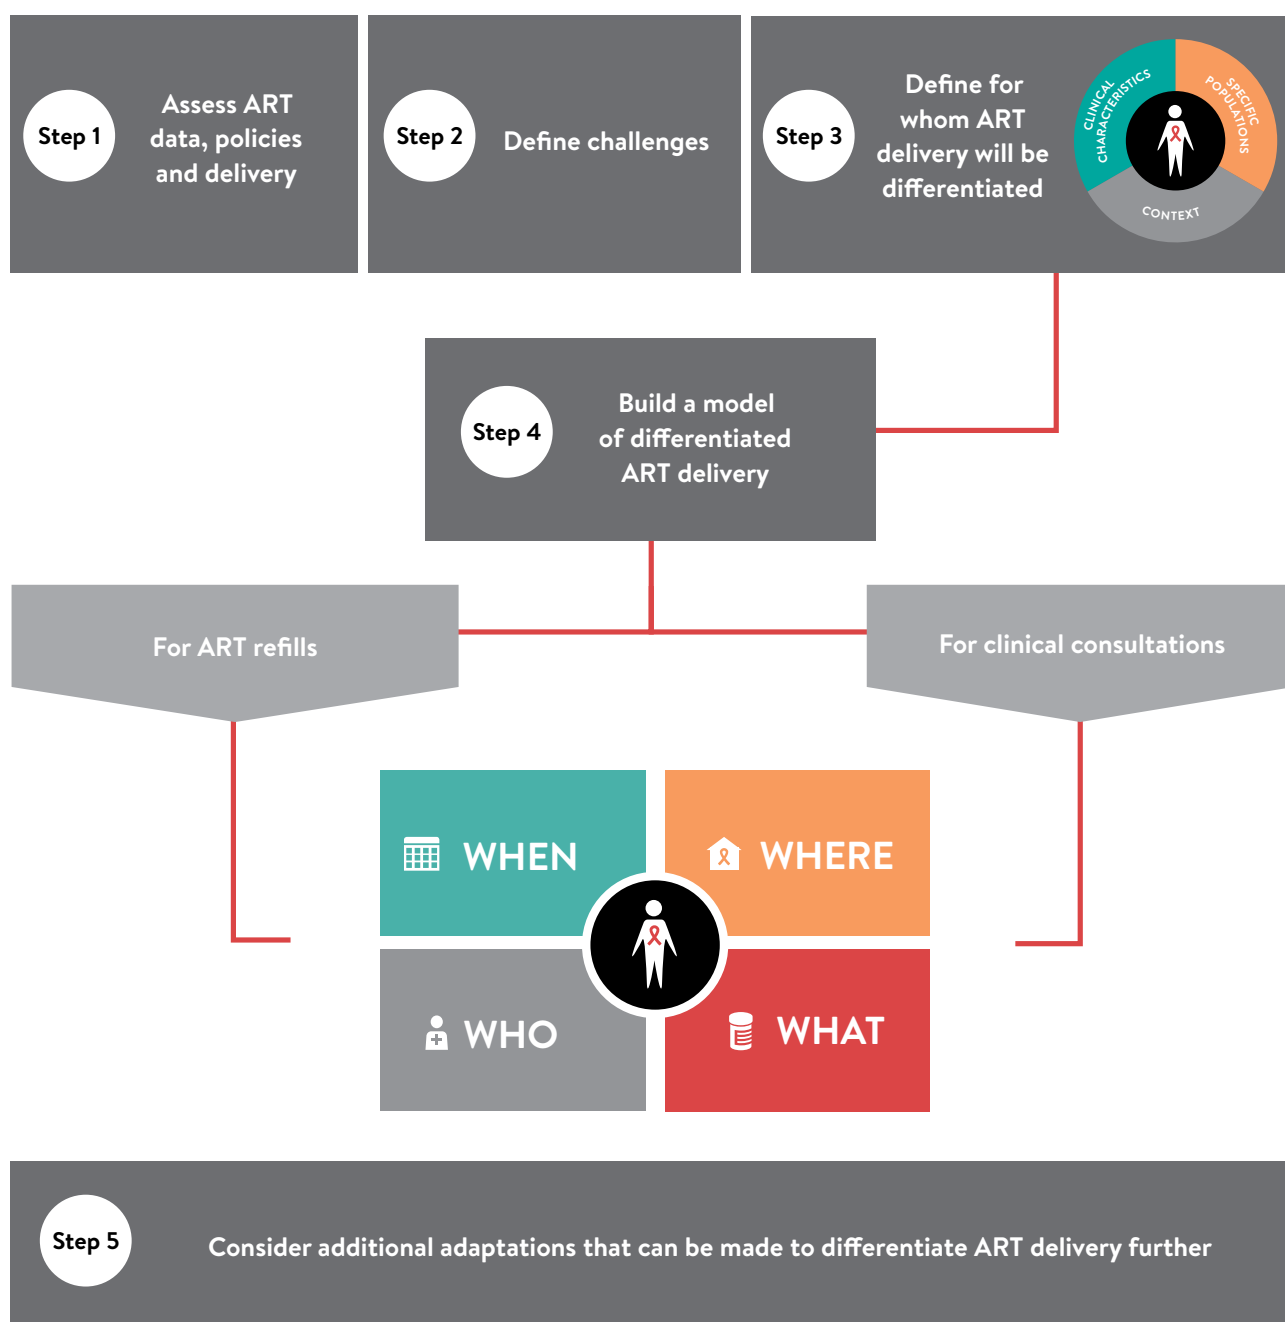 Step 1
Assess ART
data, policies
and delivery
Step 2
Define challenges
Step 3
Define for
whom ART
delivery will be
differentiated
CLINICAL
CHARACTERISTICS
SPECIFIC
POPULATIONS
CONTEXT
Step 4
Build a model
of differentiated
ART delivery
For ART refills
For clinical consultations
WHEN
WHERE
WHO
WHAT
Step 5
Consider additional adaptations that can be made to differentiate ART delivery further